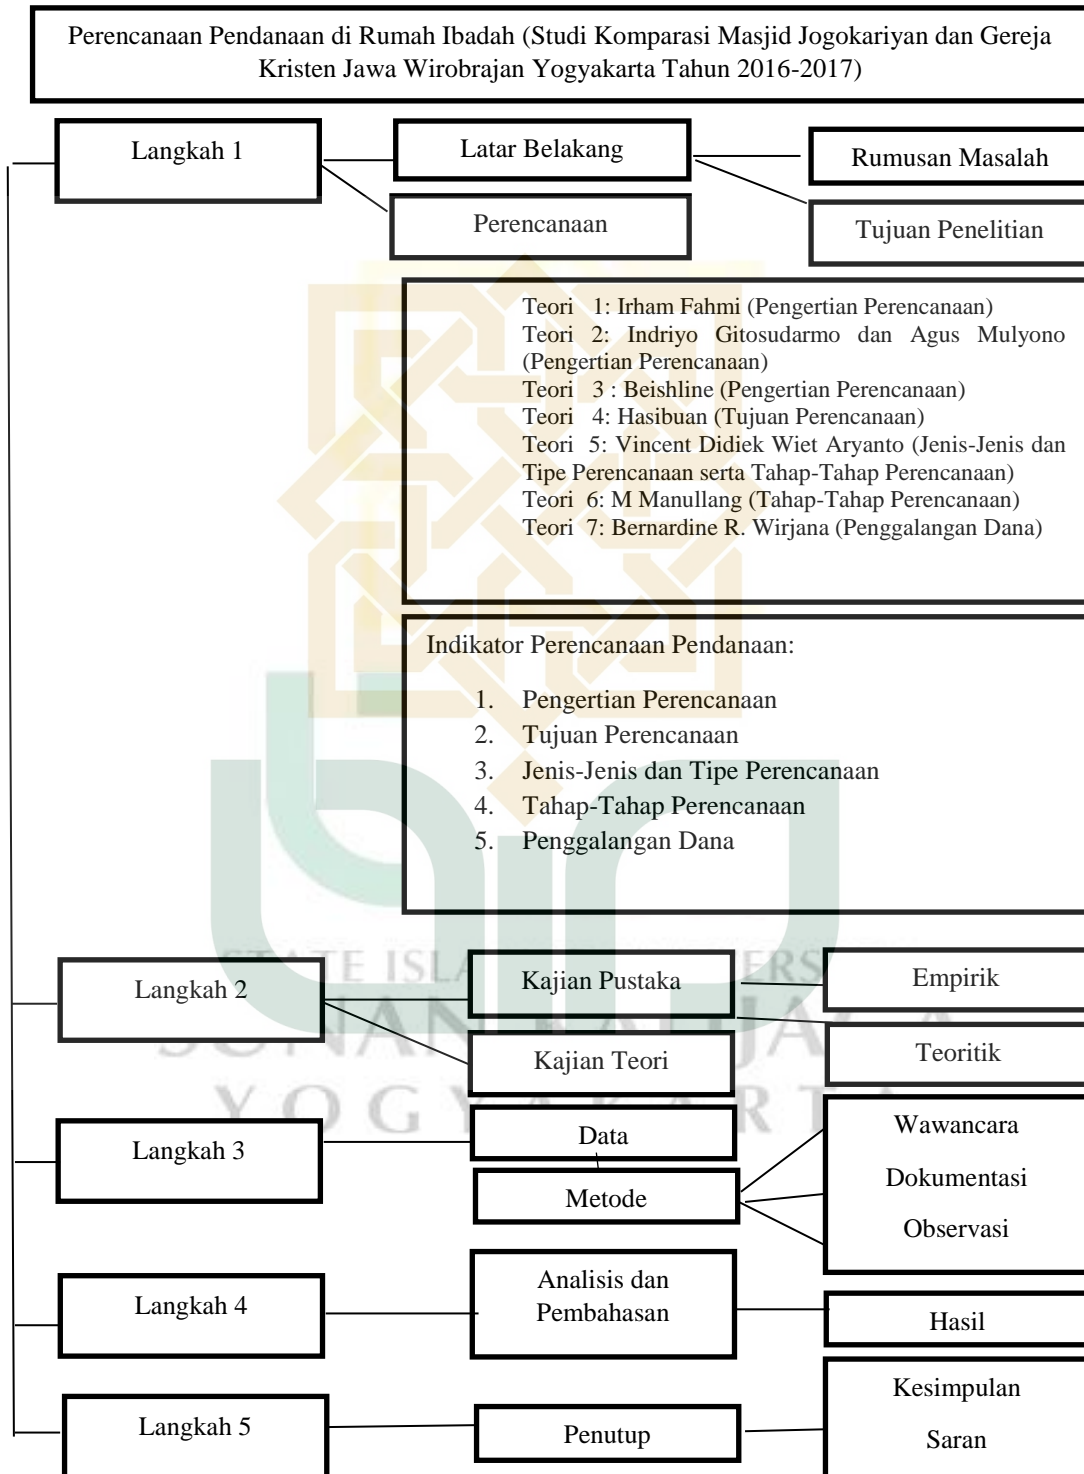 Perencanaan Pendanaan di Rumah Ibadah (Studi Komparasi Masjid Jogokariyan dan Gereja
Kristen Jawa Wirobrajan Yogyakarta Tahun 2016-2017)
Langkah 1
Latar Belakang
Rumusan Masalah
Perencanaan
Tujuan Penelitian
Teori 1: Irham Fahmi (Pengertian Perencanaan)
Teori 2: Indriyo Gitosudarmo dan Agus Mulyono
(Pengertian Perencanaan)
Teori 3 : Beishline (Pengertian Perencanaan)
Teori 4: Hasibuan (Tujuan Perencanaan)
Teori 5: Vincent Didiek Wiet Aryanto (Jenis-Jenis dan
Tipe Perencanaan serta Tahap-Tahap Perencanaan)
Teori 6: M Manullang (Tahap-Tahap Perencanaan)
Teori 7: Bernardine R. Wirjana (Penggalangan Dana)
Indikator Perencanaan Pendanaan:
1. Pengertian Perencanaan
2. Tujuan Perencanaan
3. Jenis-Jenis dan Tipe Perencanaan
4. Tahap-Tahap Perencanaan
5. Penggalangan Dana
Langkah 2
Kajian Pustaka
Empirik
Kajian Teori
Teoritik
YOGYAKARTA
Langkah 3
Data
Metode
Wawancara
Dokumentasi
Observasi
Langkah 4
Analisis dan
Pembahasan
Hasil
Langkah 5
Penutup
Kesimpulan
Saran